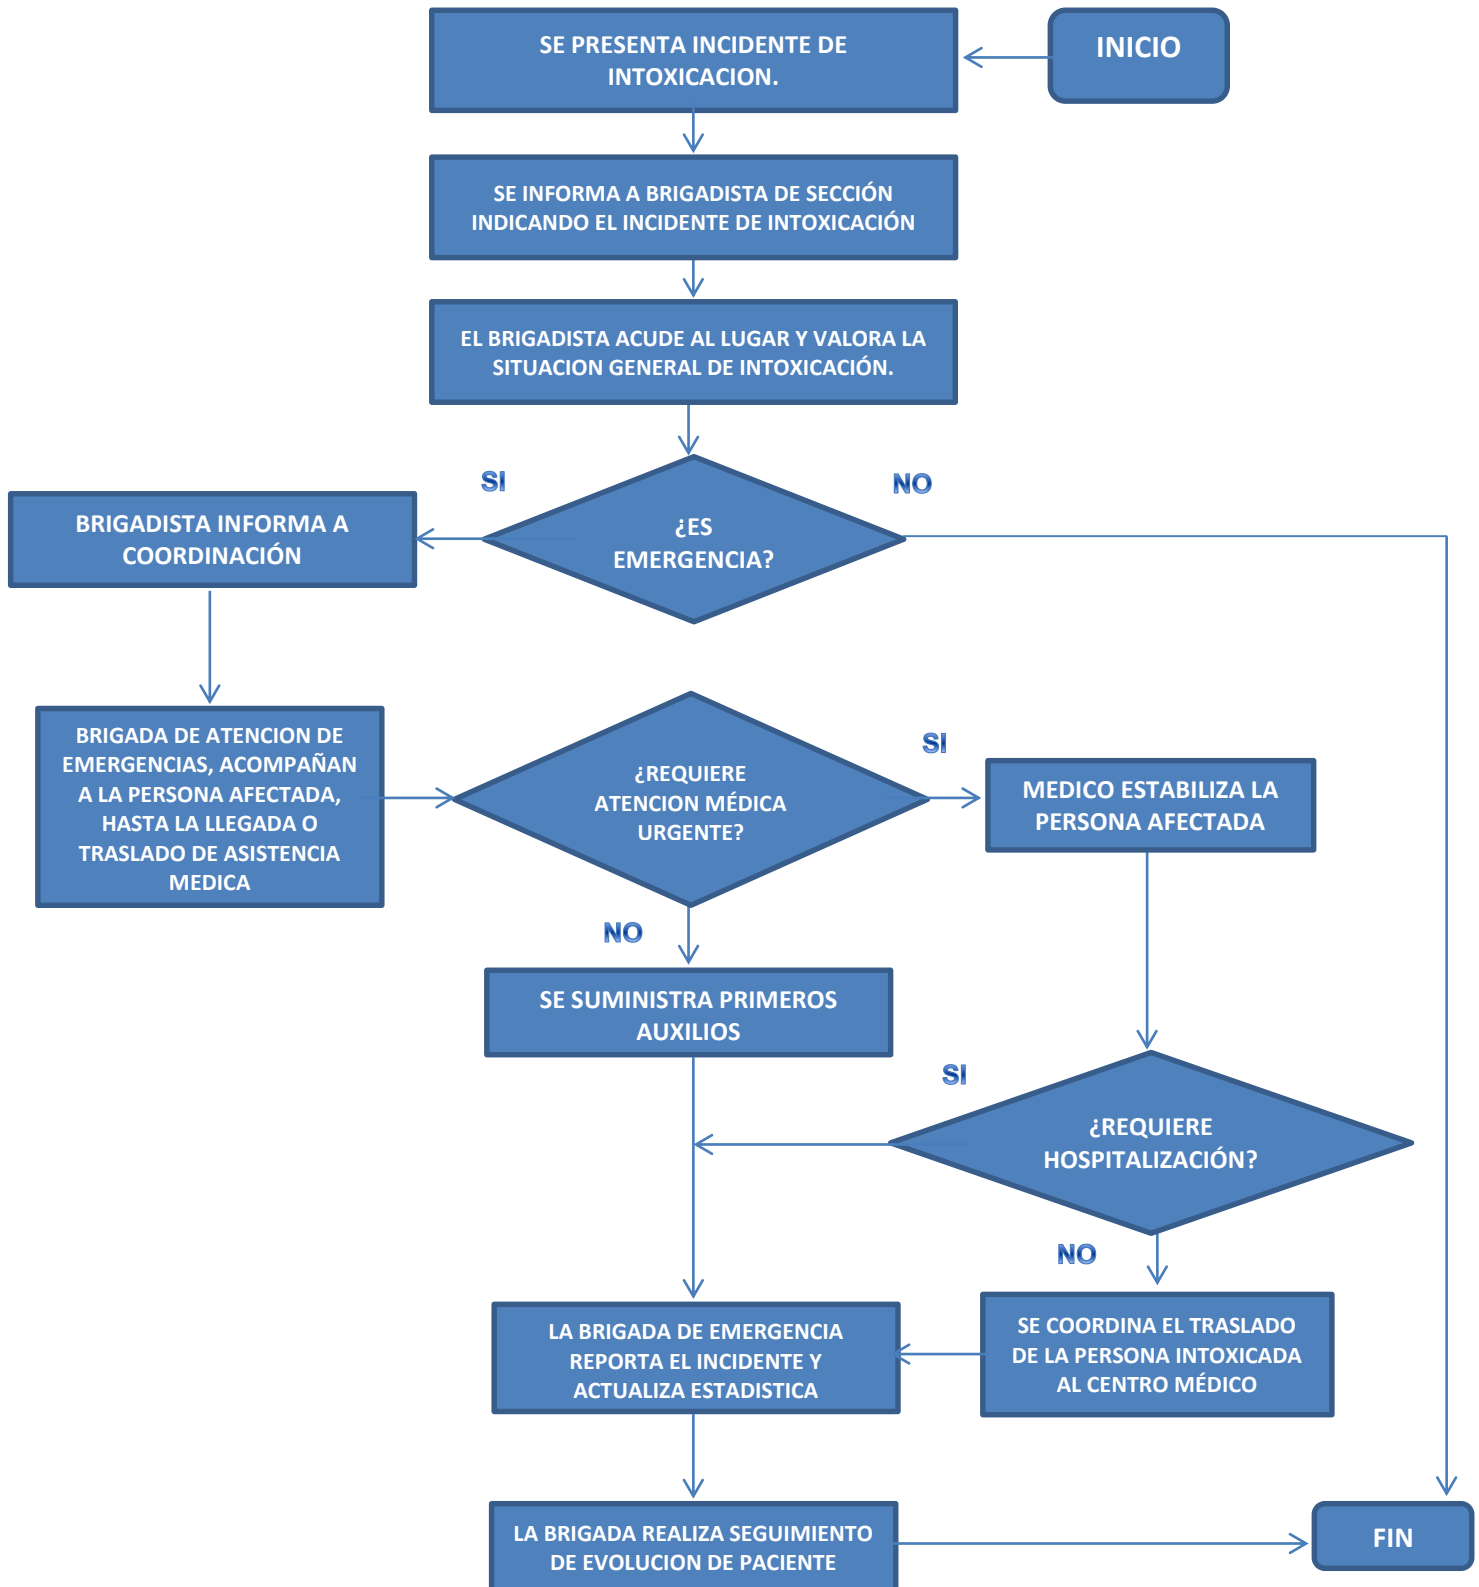 SE PRESENTA INCIDENTE DE
INTOXICACION.
INICIO
SE INFORMA A BRIGADISTA DE SECCIÓN
INDICANDO EL INCIDENTE DE INTOXICACIÓN
EL BRIGADISTA ACUDE AL LUGAR Y VALORA LA
SITUACION GENERAL DE INTOXICACIÓN.
SI
NO
¿ES
EMERGENCIA?
BRIGADISTA INFORMA A
COORDINACIÓN
BRIGADA DE ATENCION DE
EMERGENCIAS, ACOMPAÑAN
A LA PERSONA AFECTADA,
HASTA LA LLEGADA O
TRASLADO DE ASISTENCIA
MEDICA
¿REQUIERE
ATENCION MÉDICA
URGENTE?
SI
MEDICO ESTABILIZA LA
PERSONA AFECTADA
NO
SE SUMINISTRA PRIMEROS
AUXILIOS
SI
¿REQUIERE
HOSPITALIZACIÓN?
NO
LA BRIGADA DE EMERGENCIA
REPORTA EL INCIDENTE Y
ACTUALIZA ESTADISTICA
SE COORDINA EL TRASLADO
DE LA PERSONA INTOXICADA
AL CENTRO MÉDICO
LA BRIGADA REALIZA SEGUIMIENTO
DE EVOLUCION DE PACIENTE
FIN